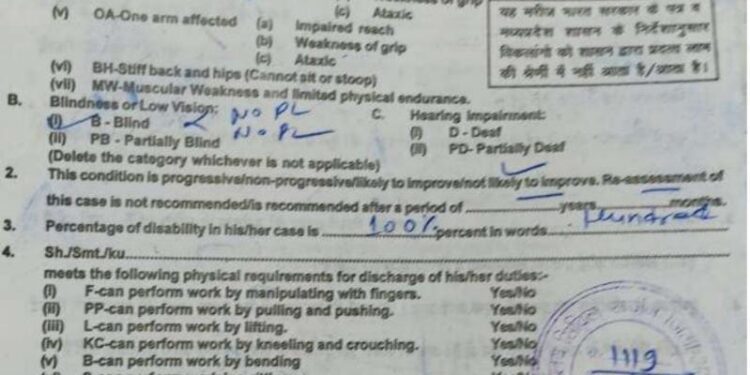 (c) Ataxic
(v) OA-One arm affected (a) Impaired reach
(b) Weakness of grip
(c) Ataxic
(vi) BH-Stiff back and hips (Cannot sit or stoop)
(vii) MW-Muscular Weakness and limited physical endurance.
यह मरीज भारत सरकार के पत्र व
मध्यप्रदेश शासन के निर्देशानुसार
विकलांगों को शासन द्वारा प्रदत्त लाभ
की श्रेणी में नहीं आता है/आता है।
B. Blindness or Low Vision: NO PL
C. Hearing Impairment:
(i) B - Blind NO PL
(i) D - Deaf
(ii) PB - Partially Blind
(ii) PD- Partially Deaf
(Delete the category whichever is not applicable)
2. This condition is progressive/non-progressive/likely to improve/not likely to improve. Re-assessment of
this case is not recommended/is recommended after a period of ..........years..........months.
3. Percentage of disability in his/her case is ..........100%..........percent in words..........Hundred
4. Sh./Smt./ku..........
meets the following physical requirements for discharge of his/her duties:-
(i) F-can perform work by manipulating with fingers. Yes/No
(ii) PP-can perform work by pulling and pushing. Yes/No
(iii) L-can perform work by lifting. Yes/No
(iv) KC-can perform work by kneeling and crouching. Yes/No
(v) B-can perform work by bending Yes/No
1119